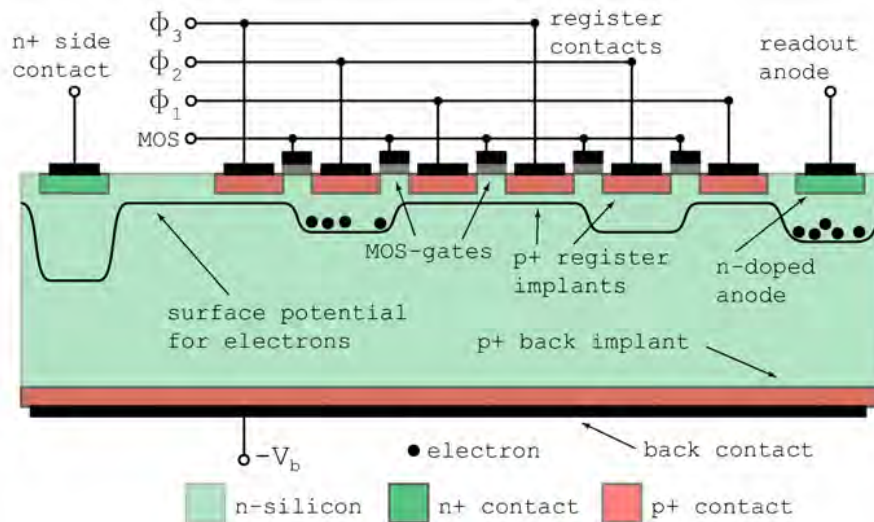 Φ3
n+ side
contact
register
contacts
readout
anode
Φ2
Φ1
MOS
MOS-gates
p+ register
implants
n-doped
anode
surface potential
for electrons
p+ back implant
-Vb
electron
back contact
n-silicon
n+ contact
p+ contact